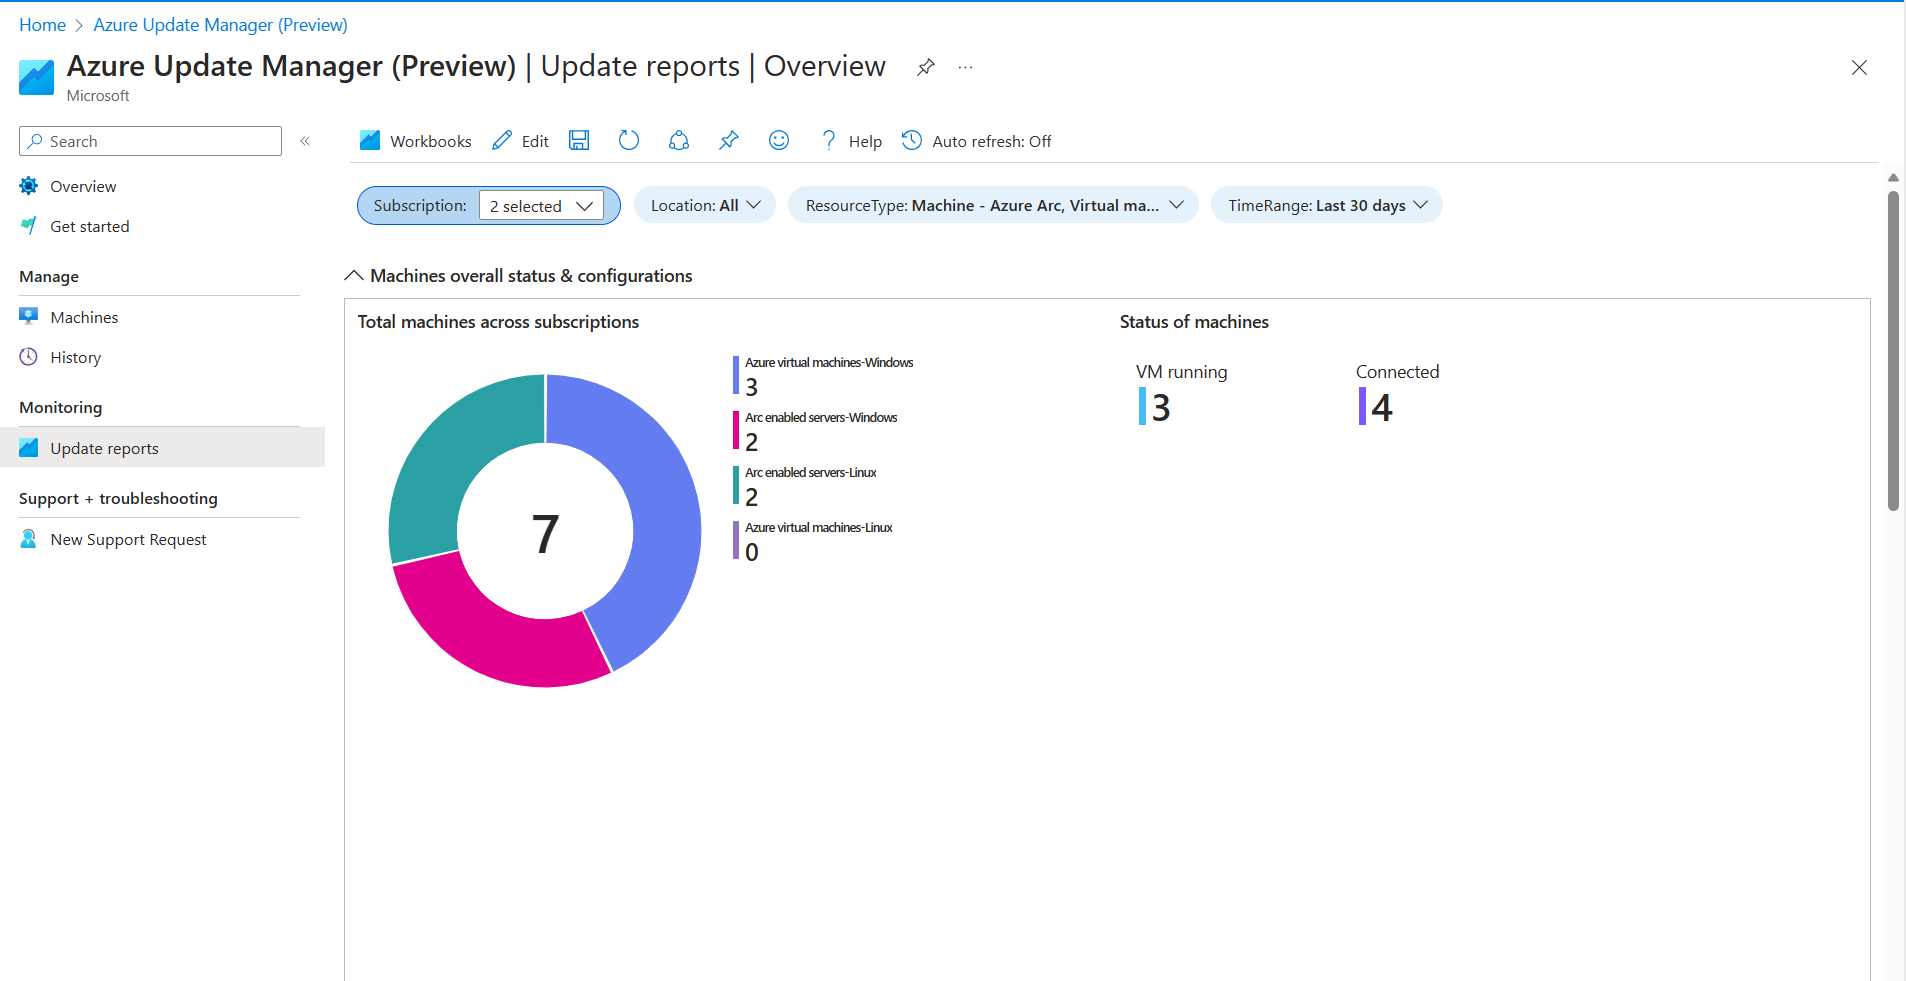 Home > Azure Update Manager (Preview)
Azure Update Manager (Preview) | Update reports | Overview
Microsoft
Search
Overview
Get started
Manage
Machines
History
Monitoring
Update reports
Support + troubleshooting
New Support Request
Workbooks Edit Help Auto refresh: Off
Subscription: 2 selected Location: All ResourceType: Machine - Azure Arc, Virtual ma... TimeRange: Last 30 days
Machines overall status & configurations
Total machines across subscriptions
7
Azure virtual machines-Windows
3
Arc enabled servers-Windows
2
Arc enabled servers-Linux
2
Azure virtual machines-Linux
0
Status of machines
VM running
3
Connected
4